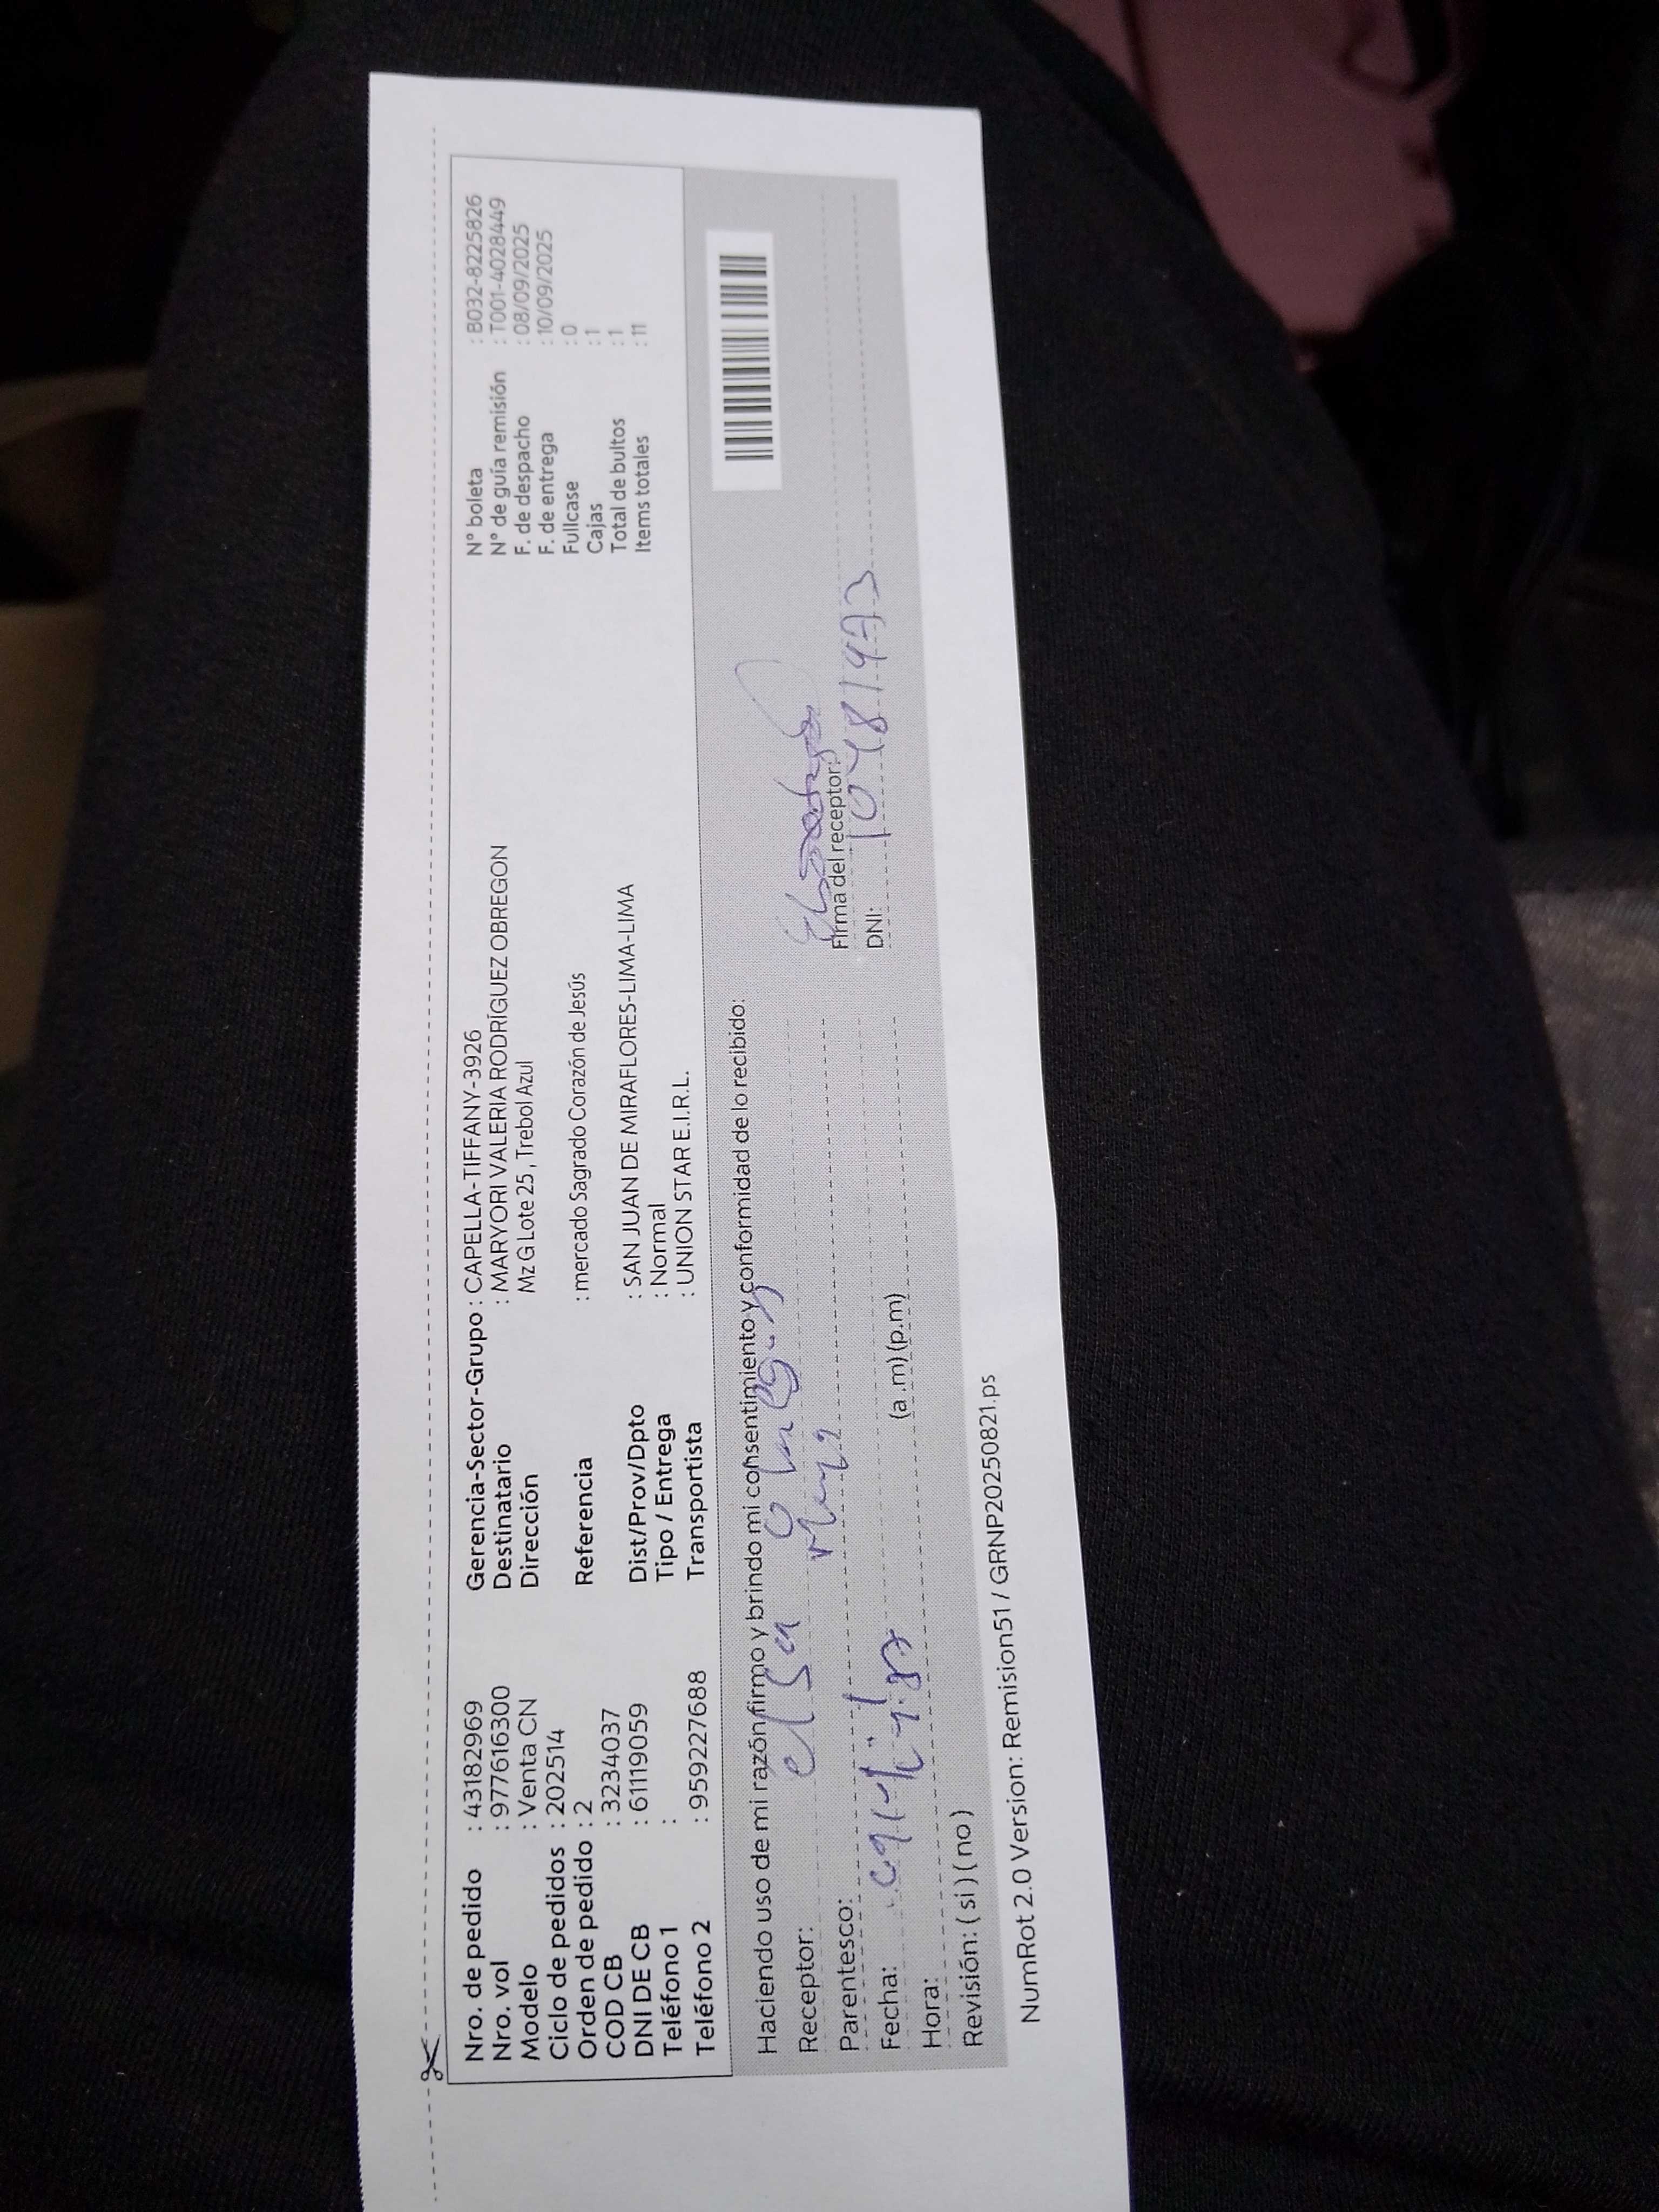 Nro. de pedido : 43182969
Nro. vol : 977616300
Modelo : Venta CN
Ciclo de pedidos : 202514
Orden de pedido : 2
COD CB : 3234037
DNI DE CB : 61119059
Teléfono 1 :
Teléfono 2 : 959227688
Gerencia-Sector-Grupo : CAPELLA-TIFFANY-3926
Destinatario : MARYORI VALERIA RODRÍGUEZ OBREGON
Dirección Mz G Lote 25 , Trebol Azul
Referencia : mercado Sagrado Corazón de Jesús
Dist/Prov/Dpto : SAN JUAN DE MIRAFLORES-LIMA-LIMA
Tipo / Entrega : Normal
Transportista : UNION STAR E.I.R.L.
N° boleta : B032-8225826
N° de guía remisión : T001-4028449
F. de despacho : 08/09/2025
F. de entrega : 10/09/2025
Fullcase : 0
Cajas : 1
Total de bultos : 1
Items totales : 11
Haciendo uso de mi razón firmo y brindo mi consentimiento y conformidad de lo recibido:
Receptor: elsa
Parentesco:
Fecha:
Hora: (a.m) (p.m)
Revisión: ( si ) ( no )
Firma del receptor:
DNI:
NumRot 2.0 Version: Remision51 / GRNP20250821.ps